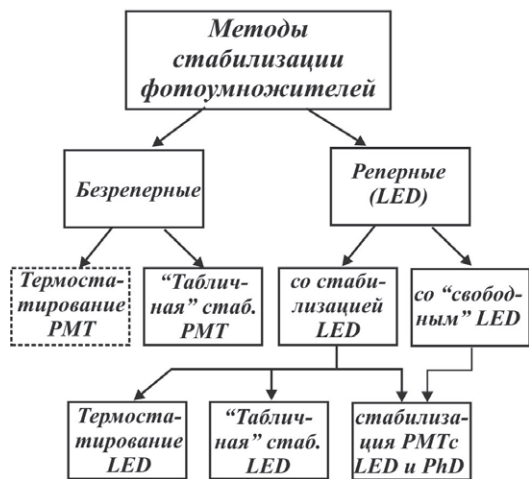 Методы
стабилизации
фотоумножителей
Безреперные
Реперные
(LED)
Термоста-
тирование
PMT
“Таблич-
ная” стаб.
PMT
со стаби-
лизацией
LED
со “свобод-
ным” LED
Термоста-
тирование
LED
“Таблич-
ная” стаб.
LED
стабилиза-
ция PMTс
LED и PhD